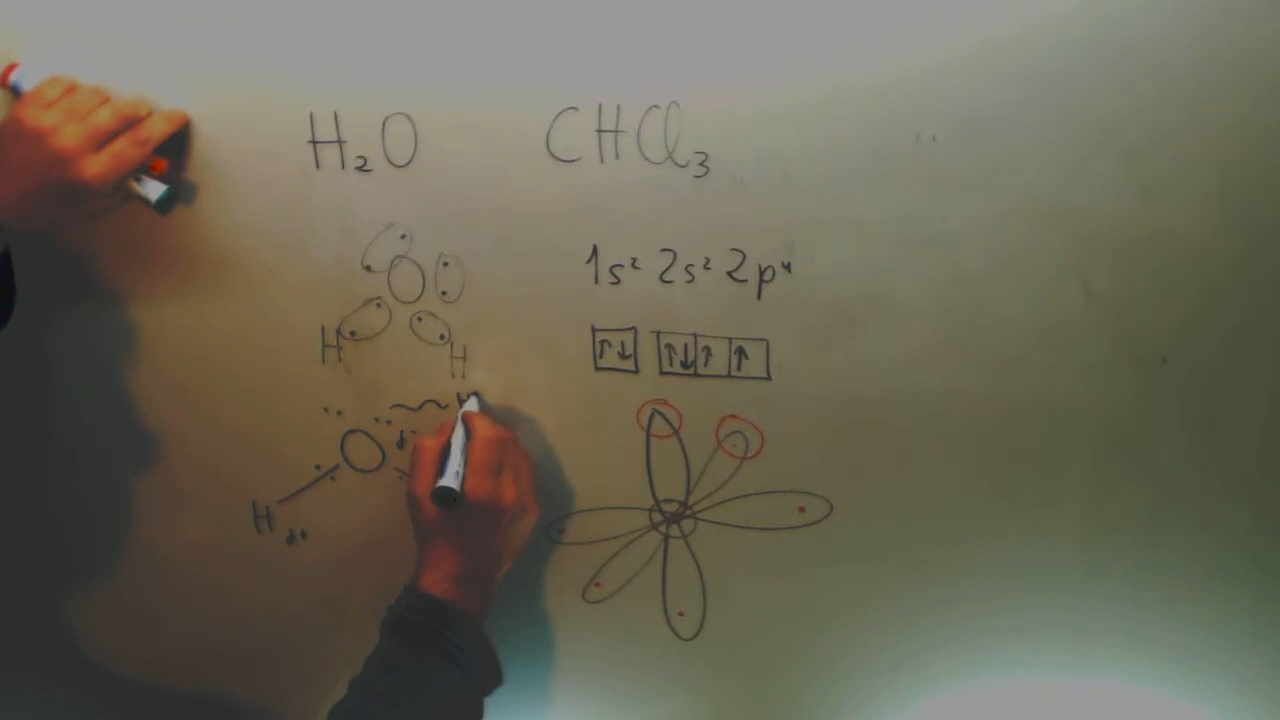 H₂O CHCl₃
O
H H
1s² 2s² 2p⁴
↑↓ ↑↓ ↑ ↑
O
H